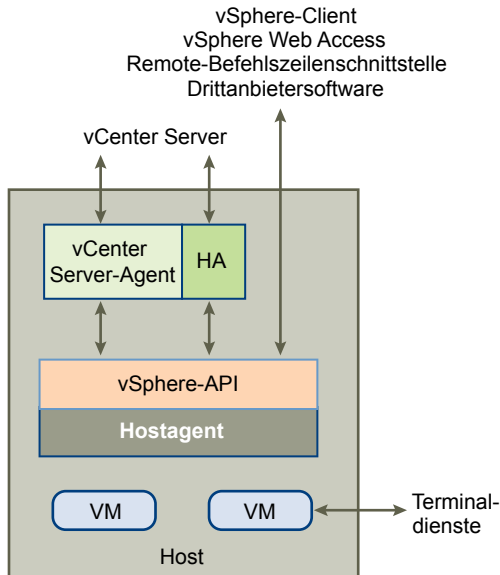 vSphere-Client
vSphere Web Access
Remote-Befehlszeilenschnittstelle
Drittanbietersoftware
vCenter Server
vCenter
Server-Agent
HA
vSphere-API
Hostagent
VM
VM
Terminal-
dienste
Host